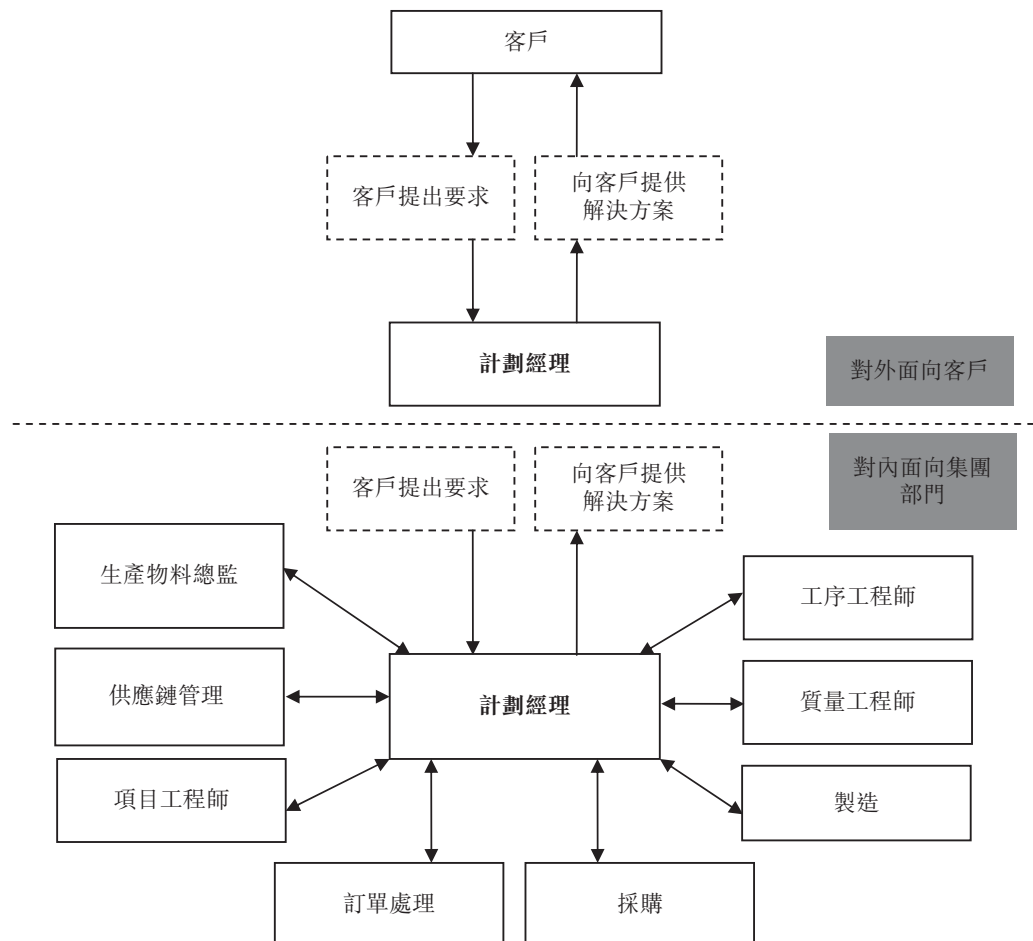 客戶
客戶提出要求
向客戶提供
解決方案
計劃經理
對外面向客戶
客戶提出要求
向客戶提供
解決方案
對內面向集團
部門
生產物料總監
工序工程師
供應鏈管理
計劃經理
質量工程師
項目工程師
製造
訂單處理
採購